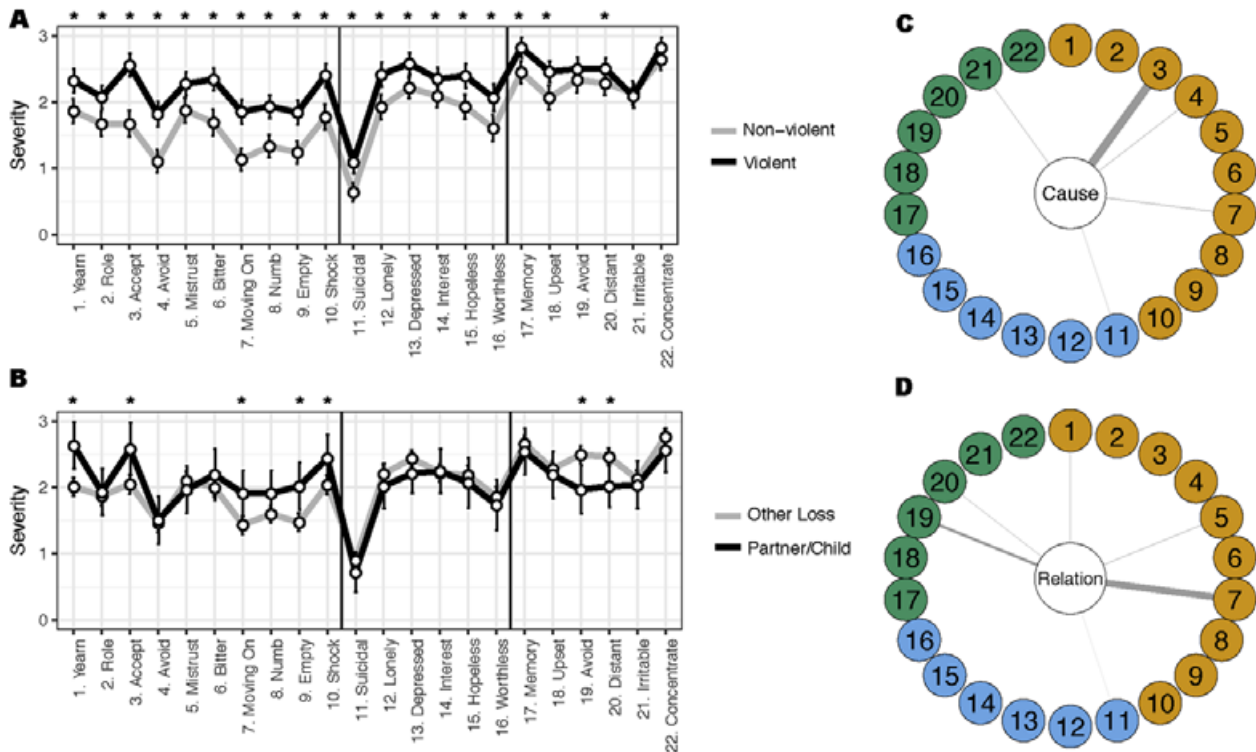 A
* * * * * * * * * * * * * * * * * * *
3
2
1
0
Severity
1. Yearn
2. Role
3. Accept
4. Avoid
5. Mistrust
6. Bitter
7. Moving On
8. Numb
9. Empty
10. Shock
11. Suicidal
12. Lonely
13. Depressed
14. Interest
15. Hopeless
16. Worthless
17. Memory
18. Upset
19. Avoid
20. Distant
21. Irritable
22. Concentrate
Non-violent
Violent
C
1
2
3
4
5
6
7
8
9
10
11
12
13
14
15
16
17
18
19
20
21
22
Cause
B
* * * * * * *
3
2
1
0
Severity
1. Yearn
2. Role
3. Accept
4. Avoid
5. Mistrust
6. Bitter
7. Moving On
8. Numb
9. Empty
10. Shock
11. Suicidal
12. Lonely
13. Depressed
14. Interest
15. Hopeless
16. Worthless
17. Memory
18. Upset
19. Avoid
20. Distant
21. Irritable
22. Concentrate
Other Loss
Partner/Child
D
1
2
3
4
5
6
7
8
9
10
11
12
13
14
15
16
17
18
19
20
21
22
Relation